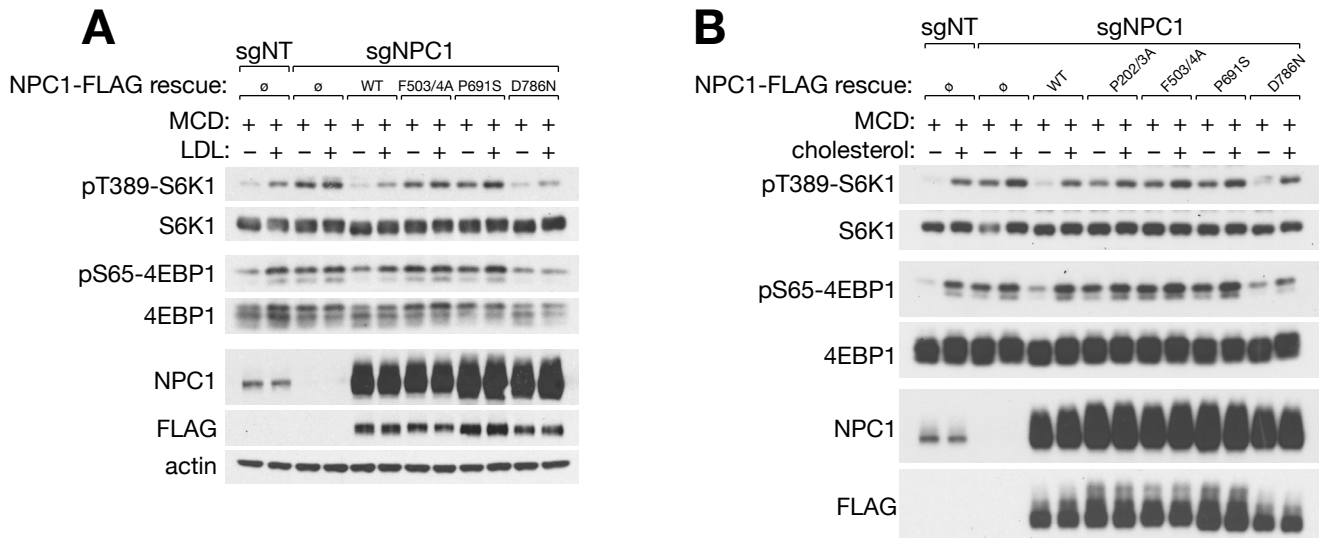 A
sgNT sgNPC1
NPC1-FLAG rescue: ø ø WT F503/4A P691S D786N
MCD: + + + + + + + + + + + +
LDL: − + − + − + − + − + − +
pT389-S6K1
S6K1
pS65-4EBP1
4EBP1
NPC1
FLAG
actin
B
sgNT sgNPC1
NPC1-FLAG rescue: ø ø WT P202/3A F503/4A P691S D786N
MCD: + + + + + + + + + + + + + +
cholesterol: − + − + − + − + − + − + − +
pT389-S6K1
S6K1
pS65-4EBP1
4EBP1
NPC1
FLAG